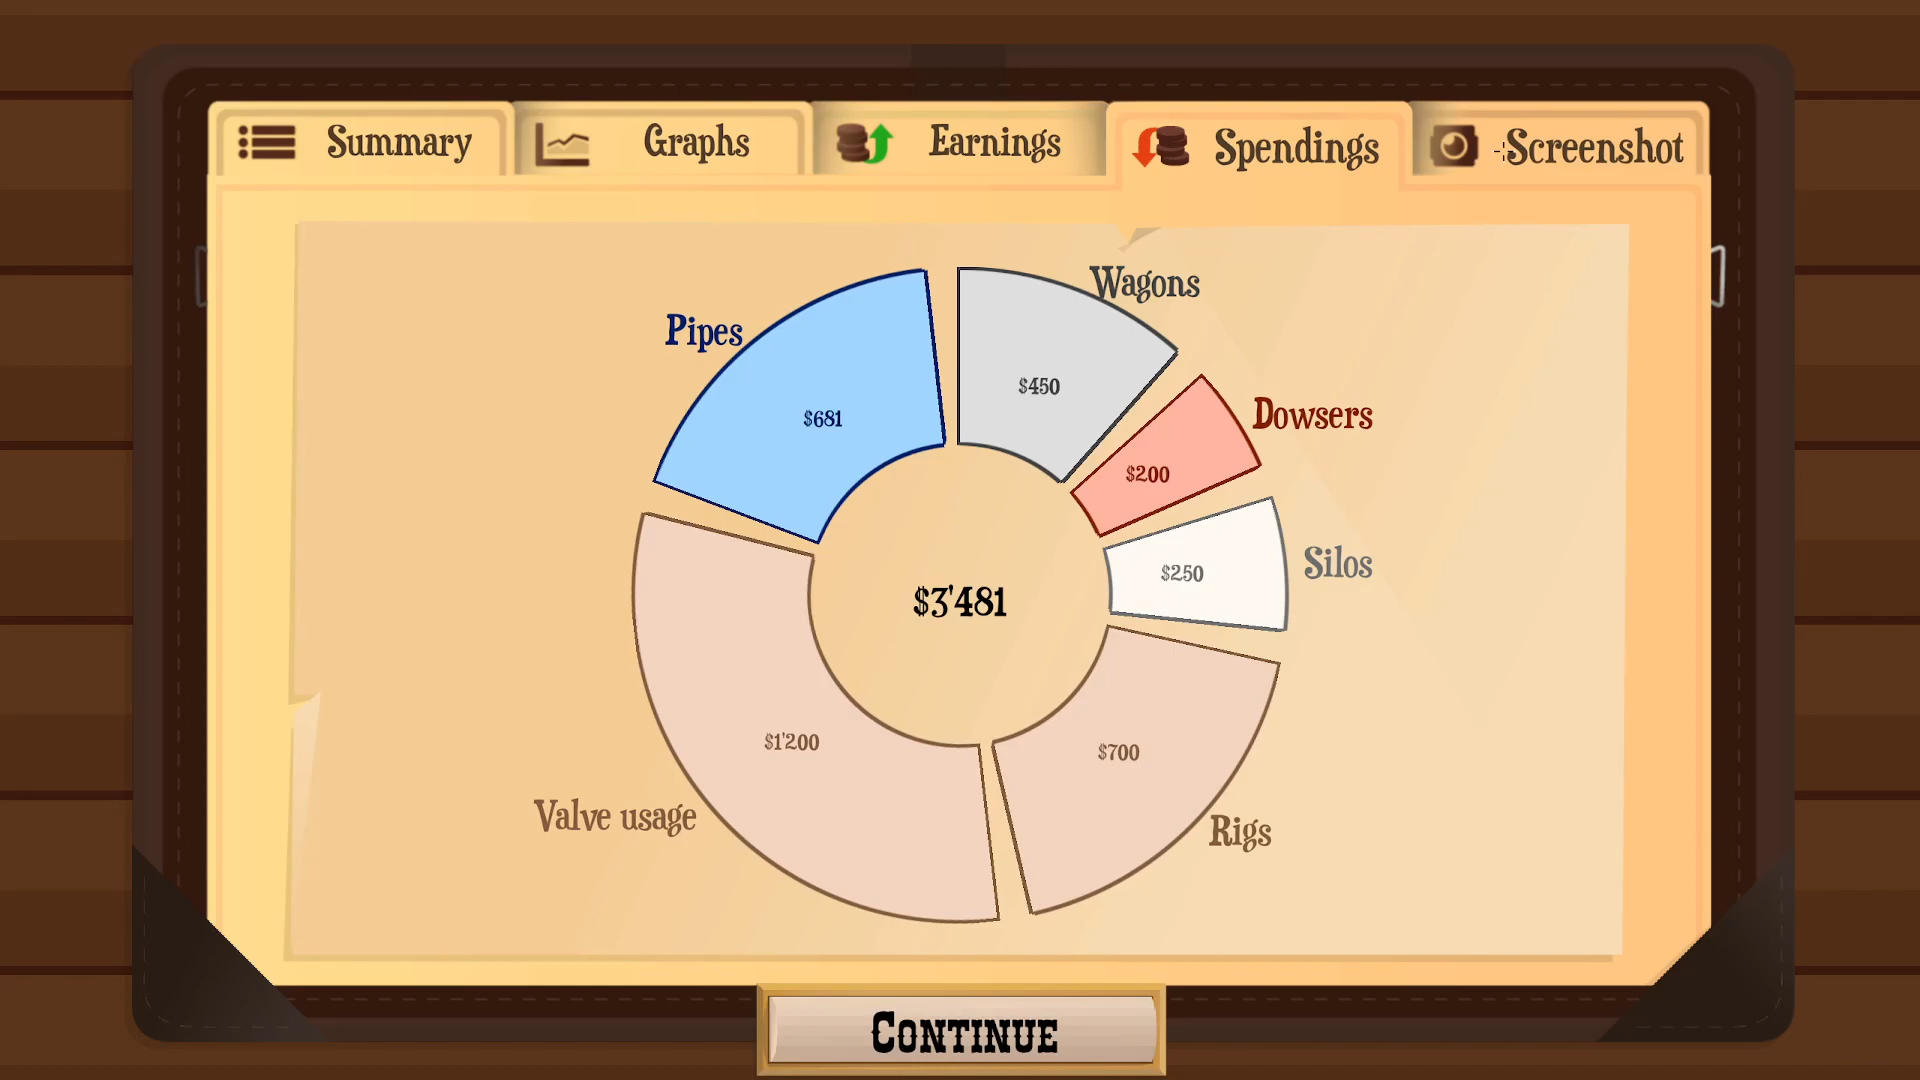 Summary
Graphs
Earnings
Spendings
Screenshot
Wagons
Pipes
$450
Dowsers
$681
$200
Silos
$250
$3'481
$1'200
$700
Valve usage
Rigs
CONTINUE